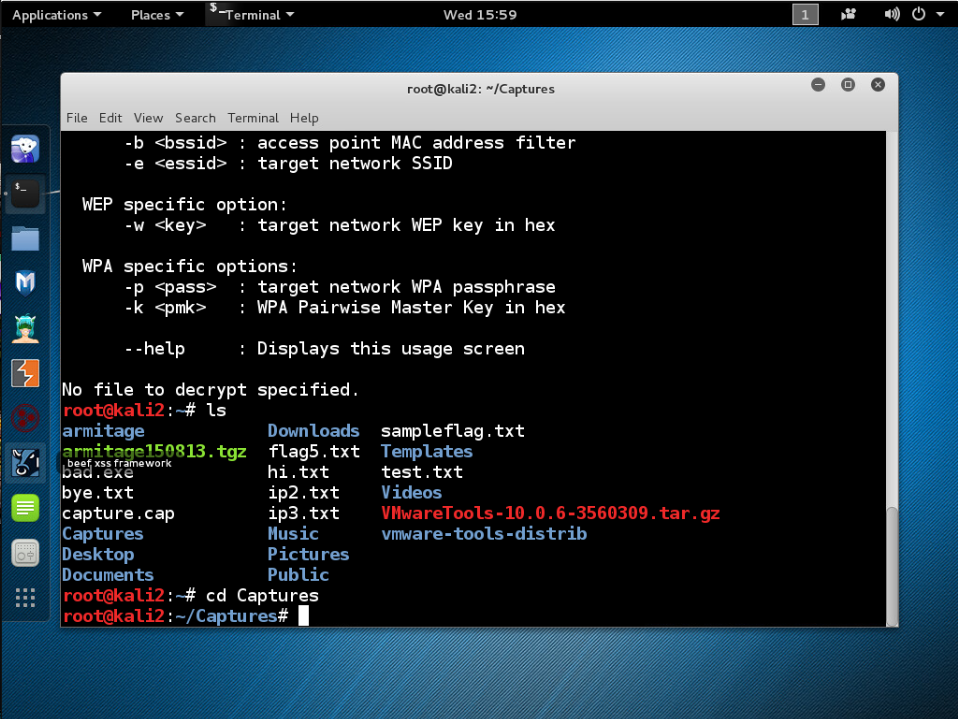 Applications Places Terminal Wed 15:59 1
root@kali2: ~/Captures
File Edit View Search Terminal Help
-b <bssid> : access point MAC address filter
-e <essid> : target network SSID
WEP specific option:
-w <key> : target network WEP key in hex
WPA specific options:
-p <pass> : target network WPA passphrase
-k <pmk> : WPA Pairwise Master Key in hex
--help : Displays this usage screen
No file to decrypt specified.
root@kali2:~# ls
armitage Downloads sampleflag.txt
armitage150813.tgz flag5.txt Templates
beef xss framework
bad.exe hi.txt test.txt
bye.txt ip2.txt Videos
capture.cap ip3.txt VMwareTools-10.0.6-3560309.tar.gz
Captures Music vmware-tools-distrib
Desktop Pictures
Documents Public
root@kali2:~# cd Captures
root@kali2:~/Captures#